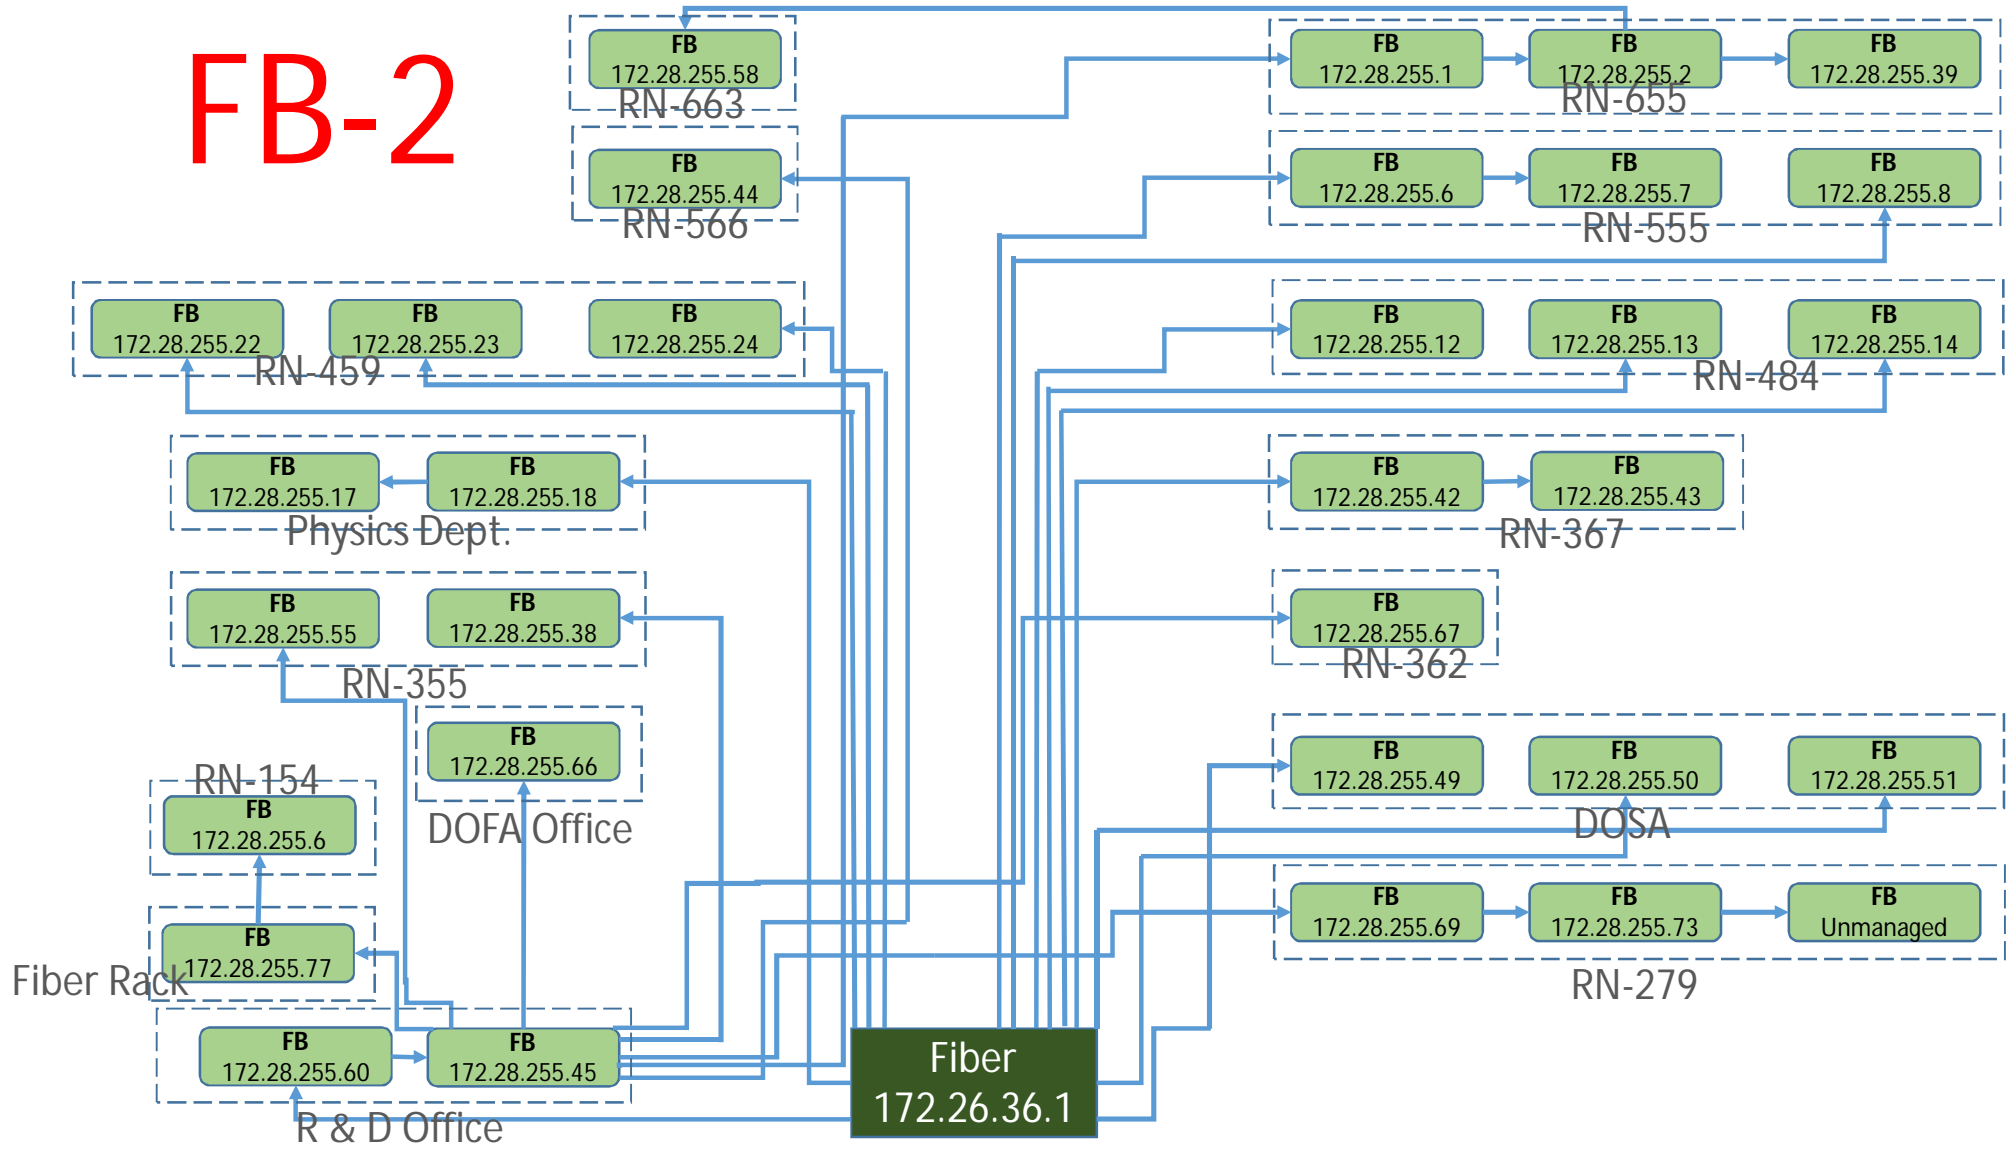 FB-2
FB
172.28.255.58
RN-663
FB
172.28.255.1
FB
172.28.255.2
FB
172.28.255.39
RN-655
FB
172.28.255.44
RN-566
FB
172.28.255.6
FB
172.28.255.7
FB
172.28.255.8
RN-555
FB
172.28.255.22
FB
172.28.255.23
FB
172.28.255.24
RN-459
FB
172.28.255.12
FB
172.28.255.13
FB
172.28.255.14
RN-484
FB
172.28.255.17
FB
172.28.255.18
Physics Dept.
FB
172.28.255.42
FB
172.28.255.43
RN-367
FB
172.28.255.55
FB
172.28.255.38
RN-355
FB
172.28.255.67
RN-362
FB
172.28.255.66
DOFA Office
FB
172.28.255.49
FB
172.28.255.50
FB
172.28.255.51
DOSA
RN-154
FB
172.28.255.6
FB
172.28.255.77
Fiber Rack
FB
172.28.255.69
FB
172.28.255.73
FB
Unmanaged
RN-279
FB
172.28.255.60
FB
172.28.255.45
R & D Office
Fiber
172.26.36.1